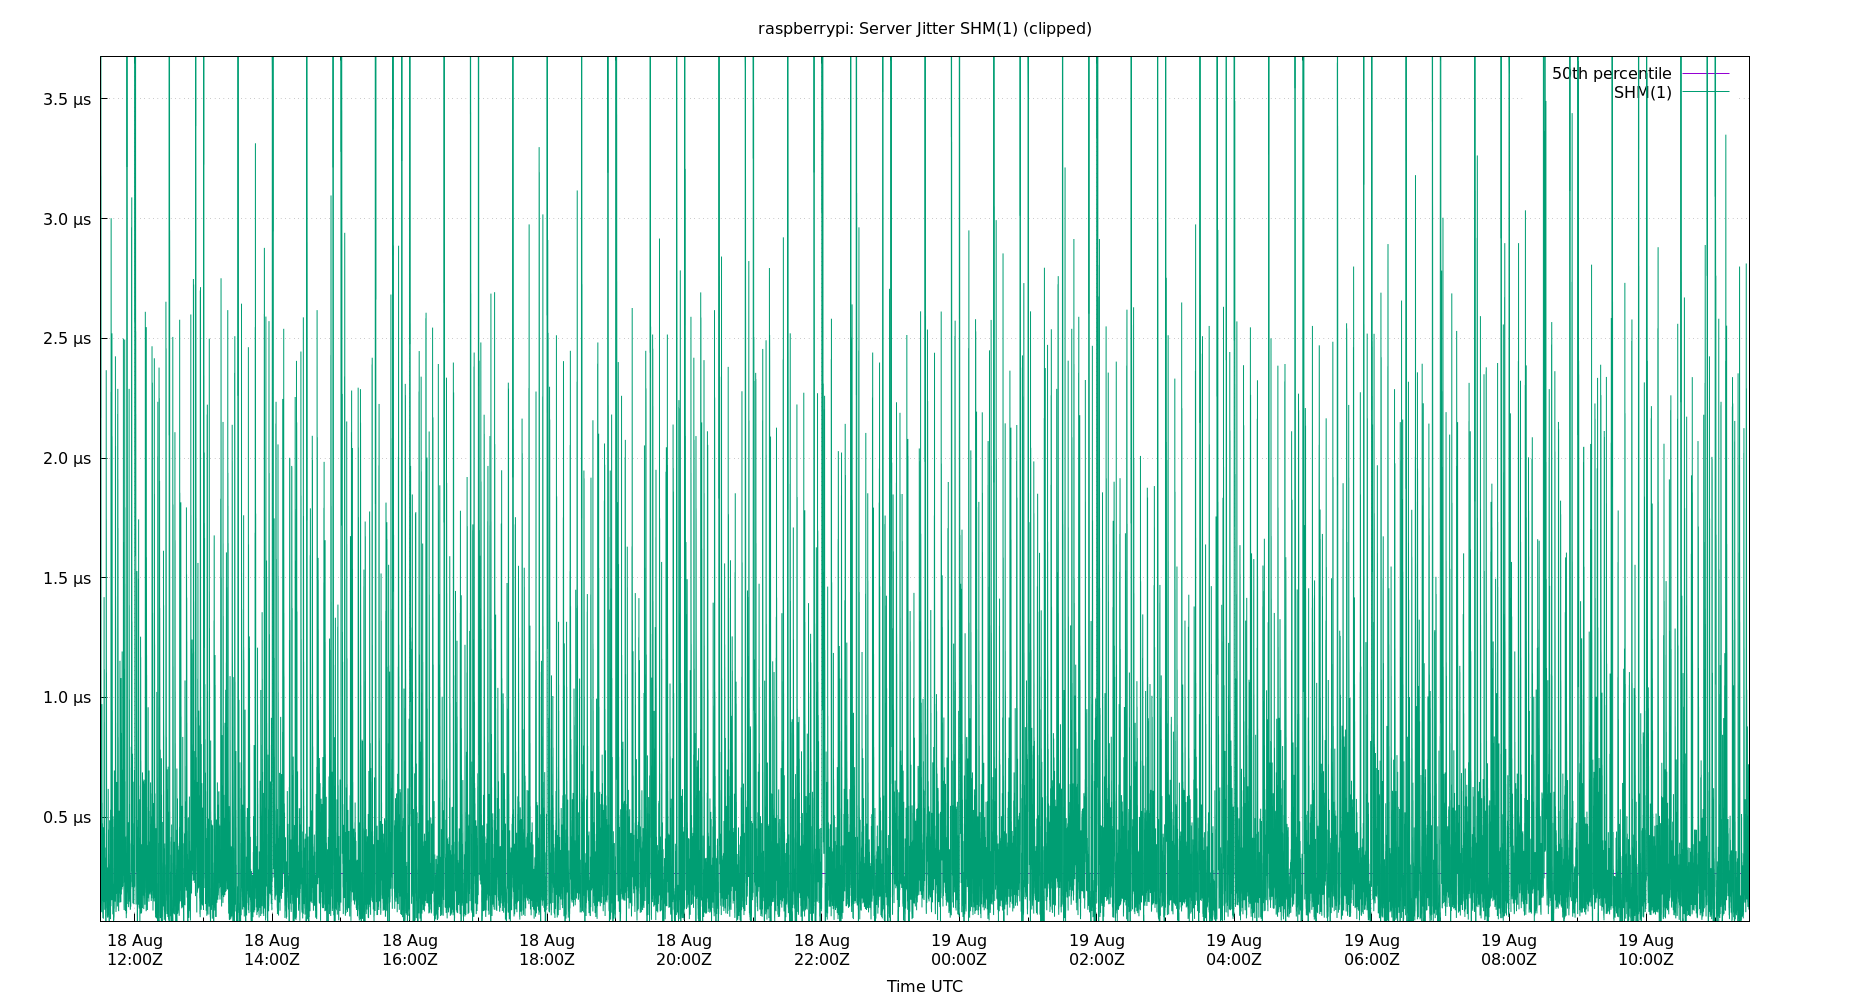 raspberrypi: Server Jitter SHM(1) (clipped)
50th percentile
SHM(1)
3.5 µs
3.0 µs
2.5 µs
2.0 µs
1.5 µs
1.0 µs
0.5 µs
18 Aug 18 Aug 18 Aug 18 Aug 18 Aug 18 Aug 19 Aug 19 Aug 19 Aug 19 Aug 19 Aug 19 Aug
12:00Z 14:00Z 16:00Z 18:00Z 20:00Z 22:00Z 00:00Z 02:00Z 04:00Z 06:00Z 08:00Z 10:00Z
Time UTC